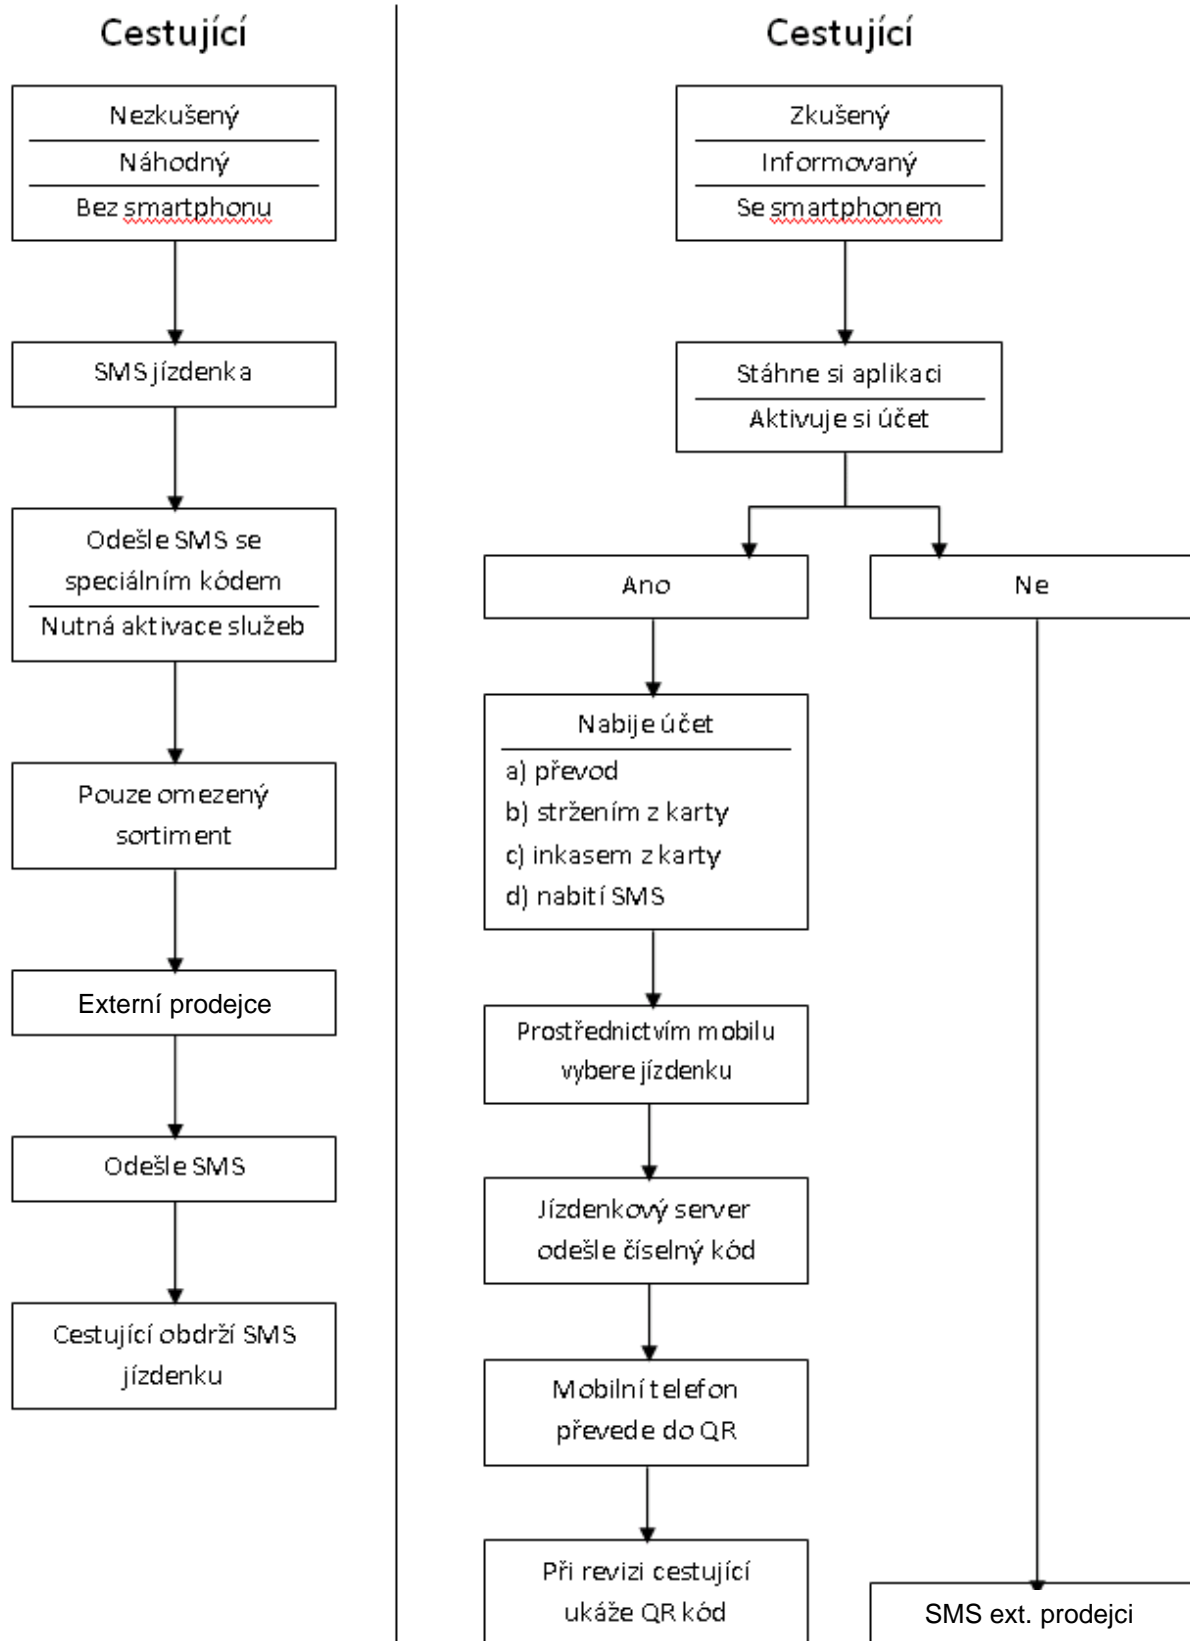 Cestující
Nezkušený
Náhodný
Bez smartphonu
SMS jízdenka
Odešle SMS se
speciálním kódem
Nutná aktivace služeb
Pouze omezený
sortiment
Externí prodejce
Odešle SMS
Cestující obdrží SMS
jízdenku
Cestující
Zkušený
Informovaný
Se smartphonem
Stáhne si aplikaci
Aktivuje si účet
Ano
Nabije účet
a) převod
b) stržením z karty
c) inkasem z karty
d) nabití SMS
Prostřednictvím mobilu
vybere jízdenku
Jízdenkový server
odešle číselný kód
Mobilní telefon
převede do QR
Při revizi cestující
ukáže QR kód
Ne
SMS ext. prodejci